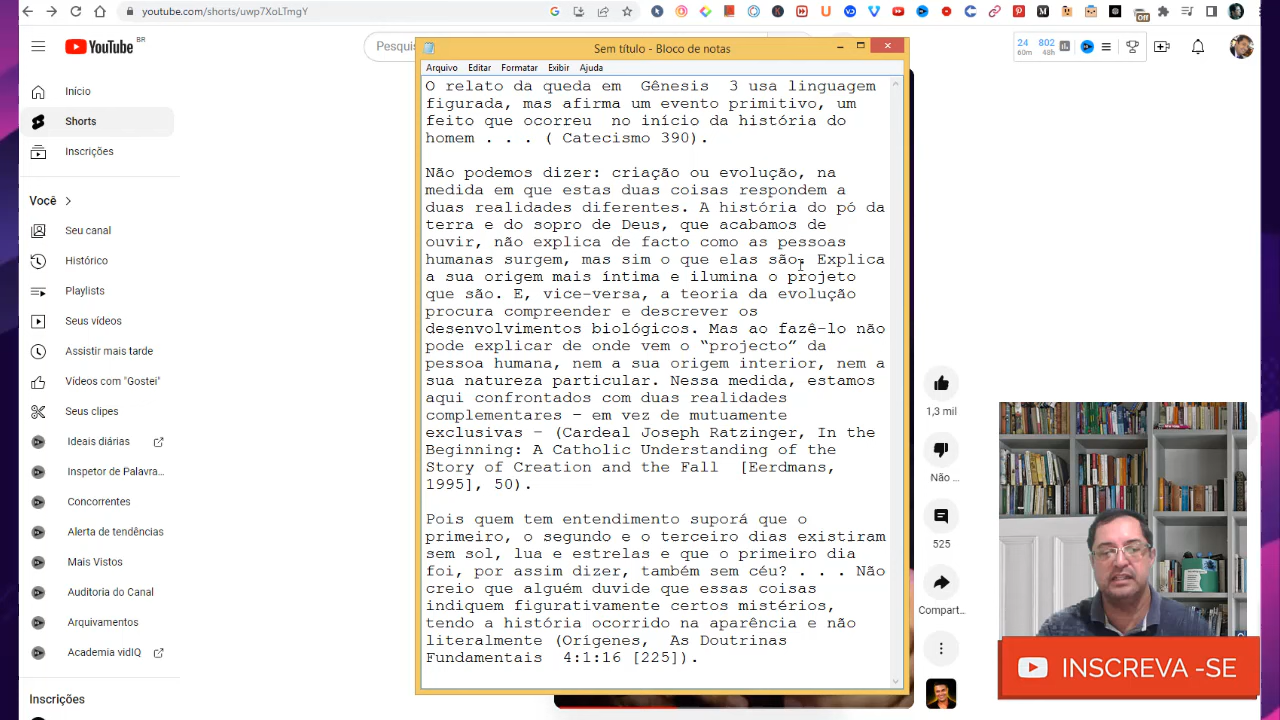 youtube.com/shorts/uwp7XoLTmgY
Off
YouTube BR
Pesquis
24 802
60m 48h
Início
Shorts
Inscrições
Você
Seu canal
Histórico
Playlists
Seus vídeos
Assistir mais tarde
Vídeos com "Gostei"
Seus clipes
Ideais diárias
Inspetor de Palavra...
Concorrentes
Alerta de tendências
Mais Vistos
Auditoria do Canal
Arquivamentos
Academia vidIQ
Inscrições
Sem título - Bloco de notas
Arquivo Editar Formatar Exibir Ajuda
O relato da queda em Gênesis 3 usa linguagem
figurada, mas afirma um evento primitivo, um
feito que ocorreu no início da história do
homem . . . ( Catecismo 390).
Não podemos dizer: criação ou evolução, na
medida em que estas duas coisas respondem a
duas realidades diferentes. A história do pó da
terra e do sopro de Deus, que acabamos de
ouvir, não explica de facto como as pessoas
humanas surgem, mas sim o que elas são. Explica
a sua origem mais íntima e ilumina o projeto
que são. E, vice-versa, a teoria da evolução
procura compreender e descrever os
desenvolvimentos biológicos. Mas ao fazê-lo não
pode explicar de onde vem o “projecto” da
pessoa humana, nem a sua origem interior, nem a
sua natureza particular. Nessa medida, estamos
aqui confrontados com duas realidades
complementares – em vez de mutuamente
exclusivas – (Cardeal Joseph Ratzinger, In the
Beginning: A Catholic Understanding of the
Story of Creation and the Fall [Eerdmans,
1995], 50).
Pois quem tem entendimento suporá que o
primeiro, o segundo e o terceiro dias existiram
sem sol, lua e estrelas e que o primeiro dia
foi, por assim dizer, também sem céu? . . . Não
creio que alguém duvide que essas coisas
indiquem figurativamente certos mistérios,
tendo a história ocorrido na aparência e não
literalmente (Orígenes, As Doutrinas
Fundamentais 4:1:16 [225]).
1,3 mil
Não ...
525
Compart...
INSCREVA -SE